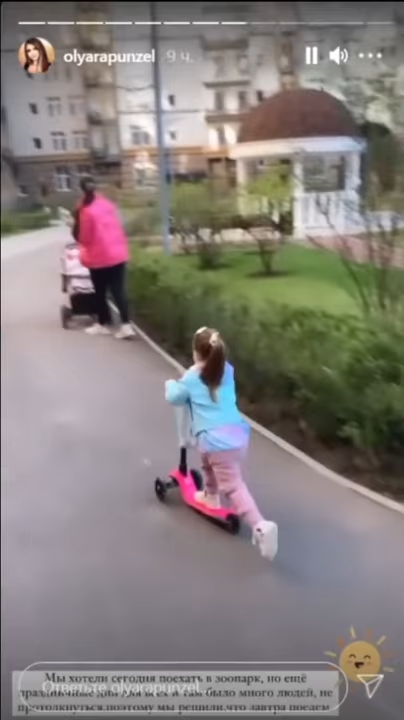 olyarapunzel 9 ч.
Мы хотели сегодня поехать в зоопарк, но ещё
праздничные дни для всех и там было много людей, не
Ответьте olyarapunzel...
протолкнуться,поэтому мы решили,что завтра поедем